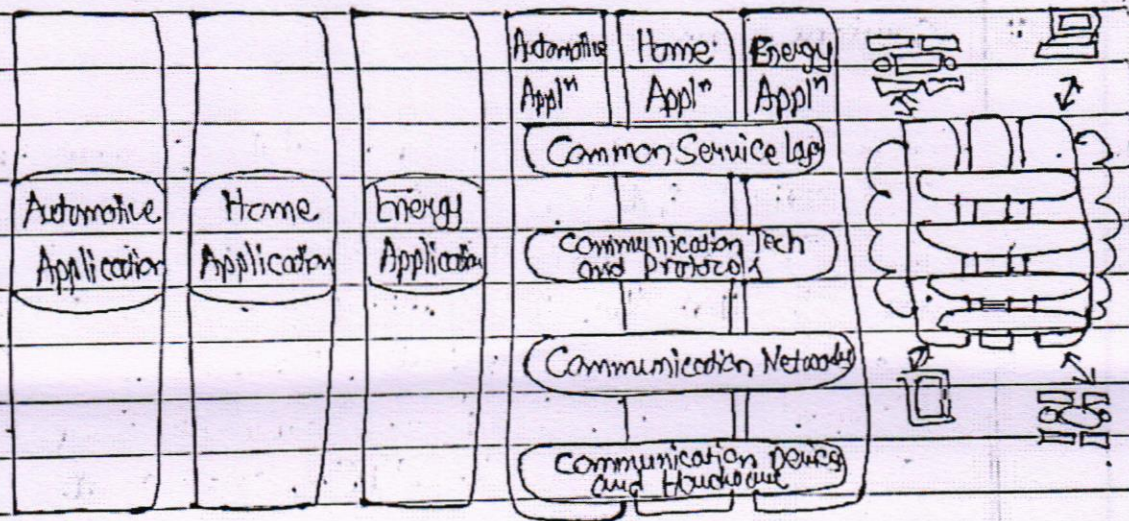 Automotive
Application
Home
Application
Energy
Application
Automotive
Applⁿ
Home
Applⁿ
Energy
Applⁿ
Common Service Layer
Communication Tech
and Protocols
Communication Networks
Communication Devices
and Hardware